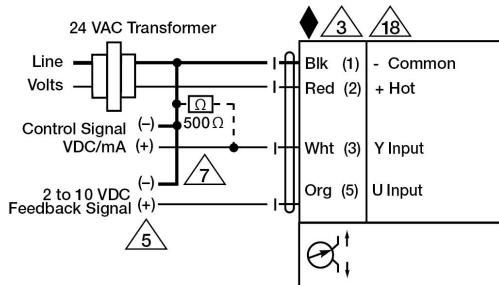 24 VAC Transformer
3
18
Line
Volts
Blk (1) - Common
Red (2) + Hot
Ω
500 Ω
Control Signal (–)
VDC/mA (+)
Wht (3) Y Input
7
2 to 10 VDC (–)
Feedback Signal (+)
Org (5) U Input
5